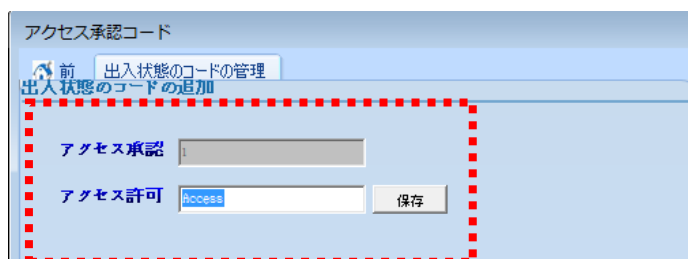 アクセス承認コード
前 出入状態のコードの管理
出入状態のコードの追加
アクセス承認 1
アクセス許可 Access 保存